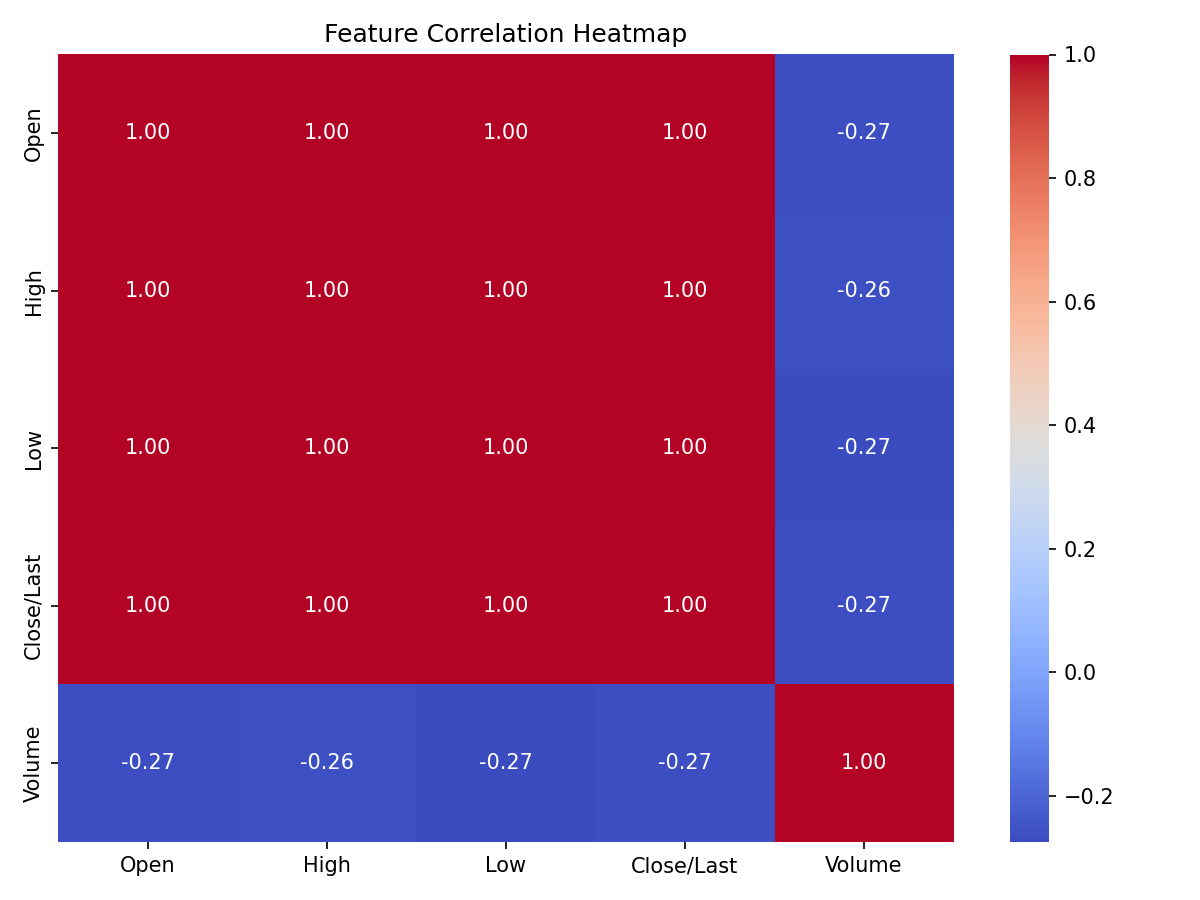 Feature Correlation Heatmap
Open 1.00 1.00 1.00 1.00 -0.27
High 1.00 1.00 1.00 1.00 -0.26
Low 1.00 1.00 1.00 1.00 -0.27
Close/Last 1.00 1.00 1.00 1.00 -0.27
Volume -0.27 -0.26 -0.27 -0.27 1.00
Open High Low Close/Last Volume
1.0
0.8
0.6
0.4
0.2
0.0
−0.2